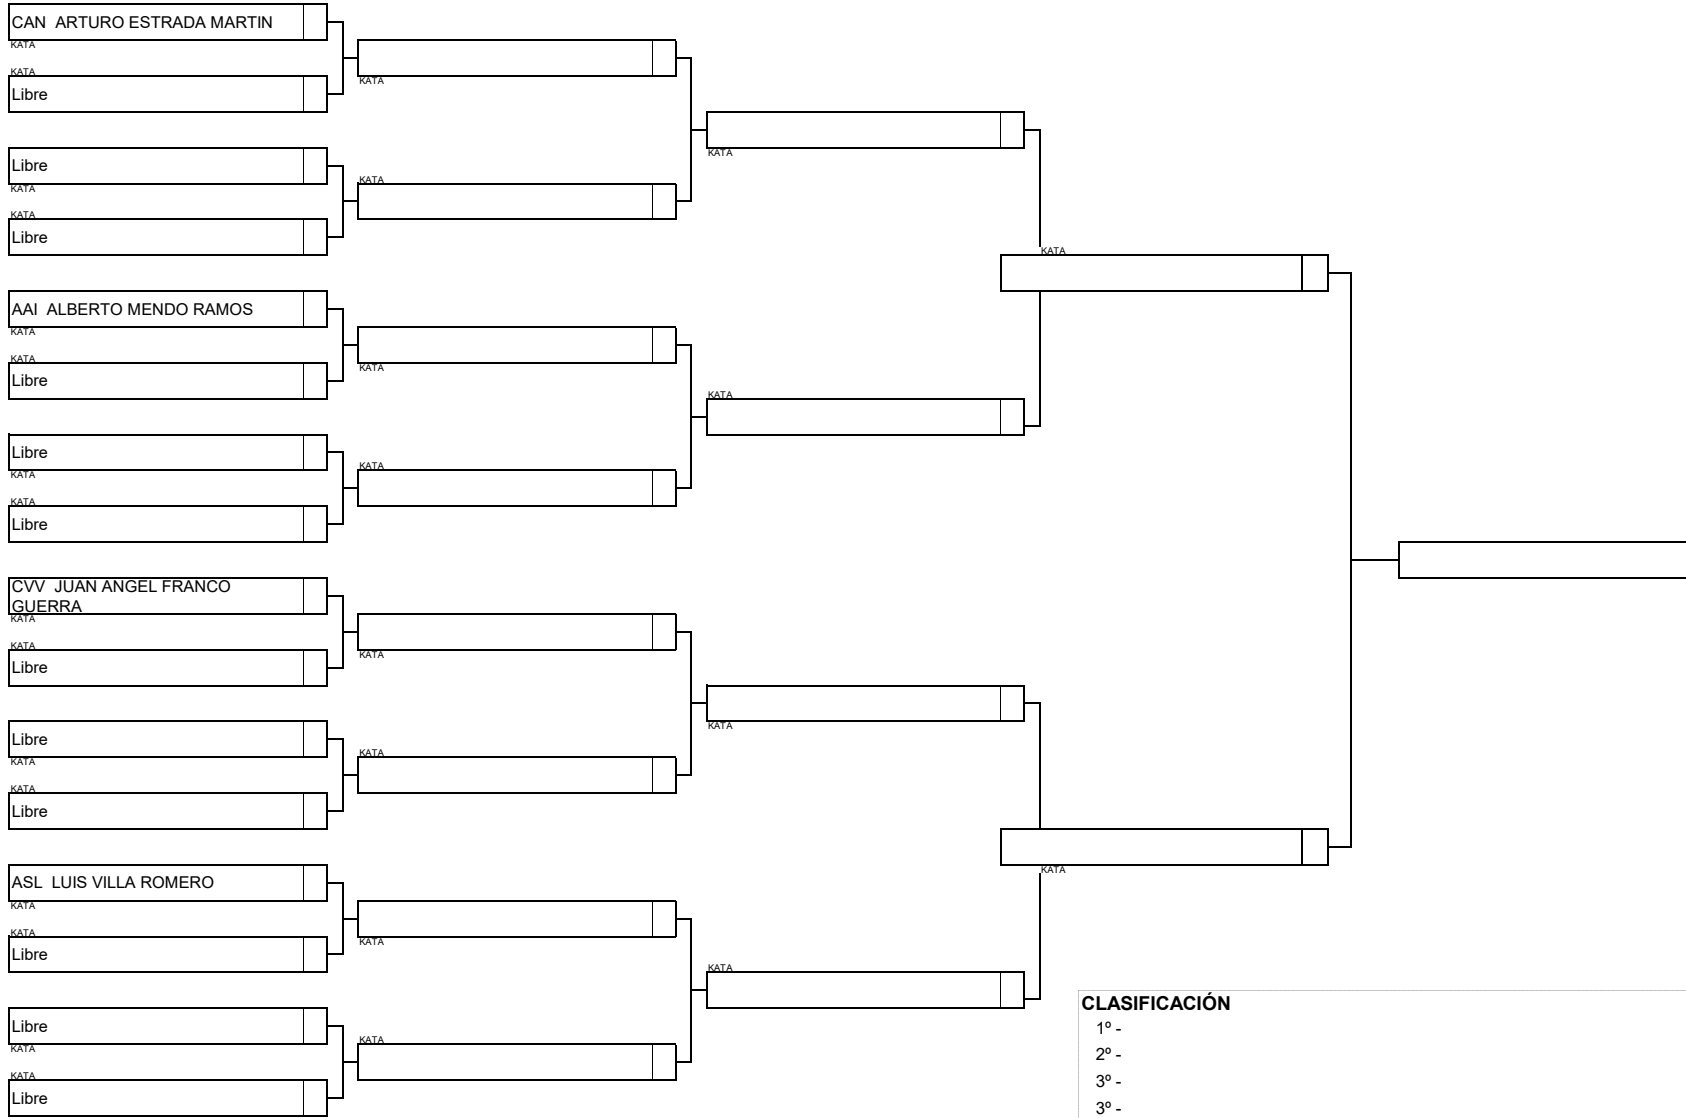 CAN  ARTURO ESTRADA MARTIN
KATA
KATA
Libre
Libre
KATA
KATA
Libre
AAI  ALBERTO MENDO RAMOS
KATA
KATA
Libre
Libre
KATA
KATA
Libre
CVV  JUAN ANGEL FRANCO
GUERRA
KATA
KATA
Libre
Libre
KATA
KATA
Libre
ASL  LUIS VILLA ROMERO
KATA
KATA
Libre
Libre
KATA
KATA
Libre
KATA
KATA
KATA
KATA
KATA
KATA
KATA
KATA
KATA
KATA
KATA
KATA
KATA
KATA
CLASIFICACIÓN
1º -
2º -
3º -
3º -